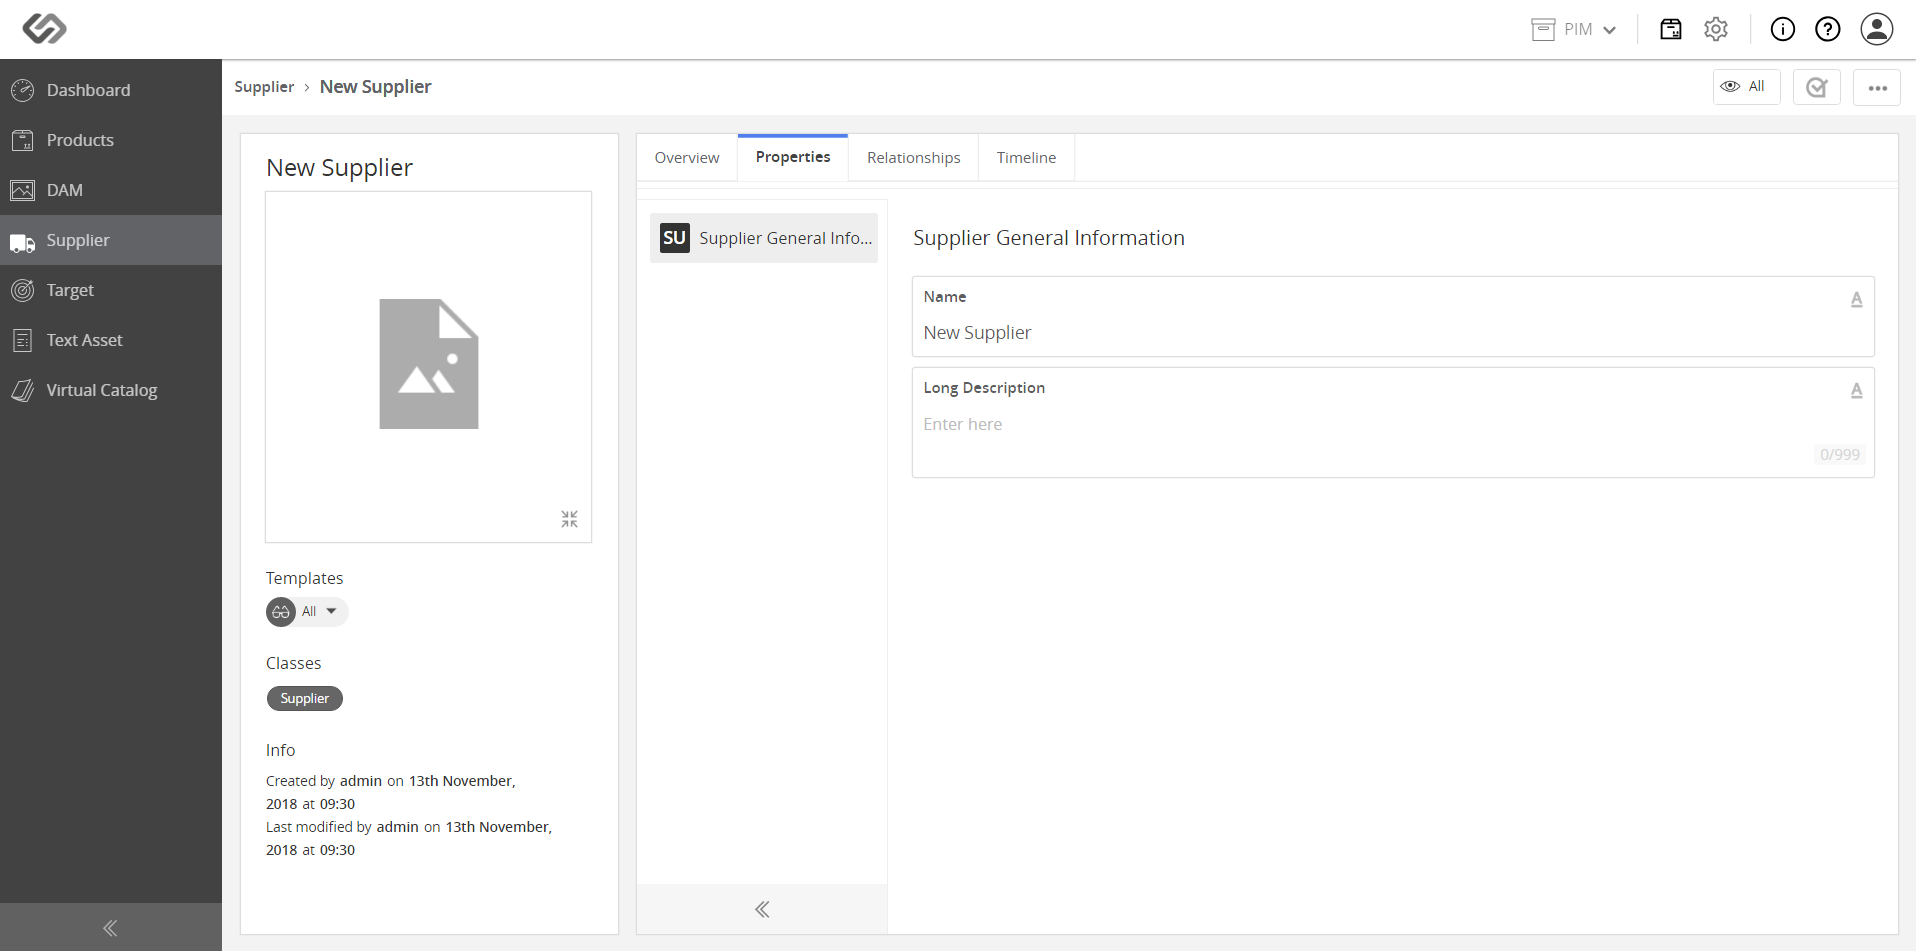 PIM
Dashboard
Products
DAM
Supplier
Target
Text Asset
Virtual Catalog
Supplier › New Supplier
All
New Supplier
Templates
All
Classes
Supplier
Info
Created by admin on 13th November,
2018 at 09:30
Last modified by admin on 13th November,
2018 at 09:30
Overview
Properties
Relationships
Timeline
SU Supplier General Info...
Supplier General Information
Name
A
New Supplier
Long Description
A
Enter here
0/999